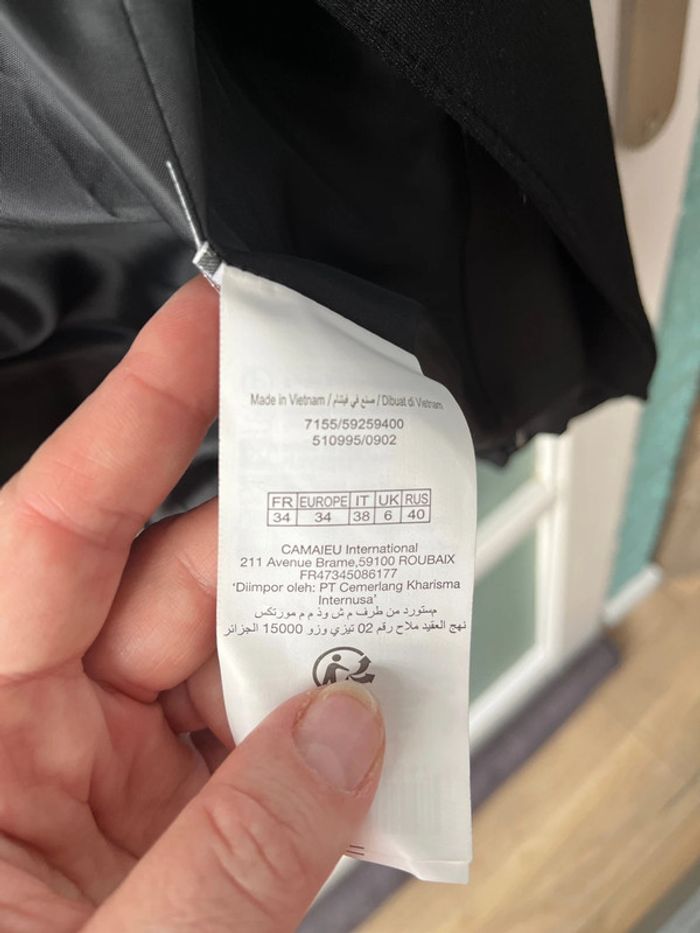 Made in Vietnam / صنع في فيتنام / Dibuat di Vietnam
7155/59259400
510995/0902
FR EUROPE IT UK RUS
34 34 38 6 40
CAMAIEU International
211 Avenue Brame,59100 ROUBAIX
FR47345086177
'Diimpor oleh: PT Cemerlang Kharisma
Internusa'
مستورد من طرف م ش و ذ م م مورتكس
نهج العقيد ملاح رقم 02 تيزي وزو 15000 الجزائر